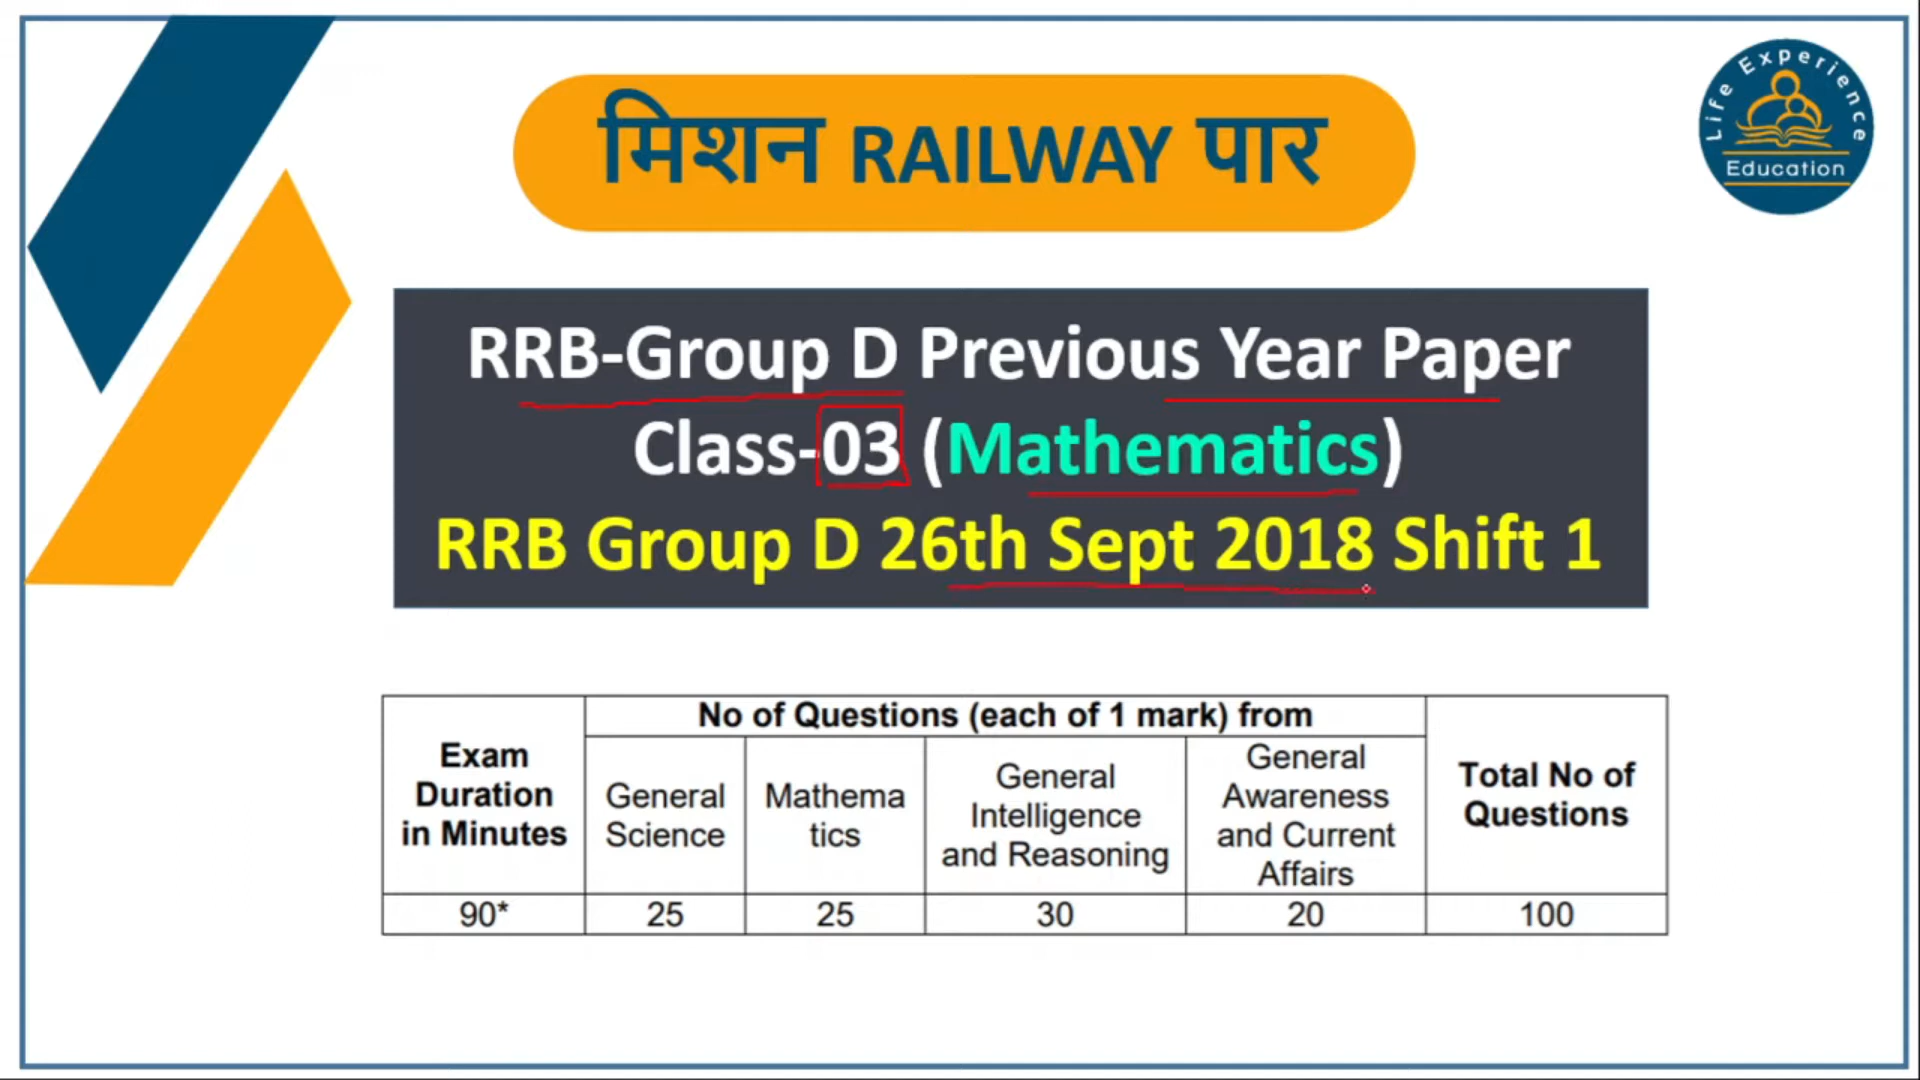 मिशन RAILWAY पार
Life Experience
Education
RRB-Group D Previous Year Paper
Class-03 (Mathematics)
RRB Group D 26th Sept 2018 Shift 1
No of Questions (each of 1 mark) from
Exam
Duration
in Minutes
General
Science
Mathema
tics
General
Intelligence
and Reasoning
General
Awareness
and Current
Affairs
Total No of
Questions
90* 25 25 30 20 100